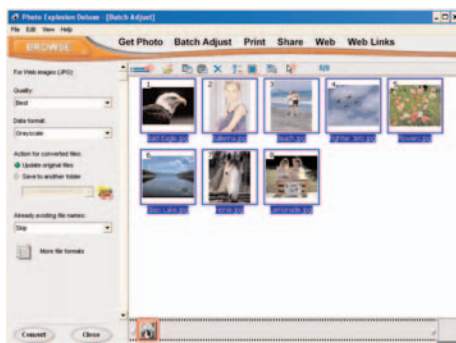 Photo Explosion Deluxe - [Batch Adjust]
File Edit View Help
BROWSE
Get Photo Batch Adjust Print Share Web Web Links
For Web images (JPG):
Quality:
Best
Data format:
Grayscale
Action for converted files:
Update original files
Save to another folder
Already existing file names:
Skip
More file formats
Convert Close
1 2 3 4 5
Bald Eagle.jpg Ballerina.jpg Beach.jpg Fighter Jets.jpg Flowers.jpg
6 7 8
Horse.jpg Lemonade.jpg